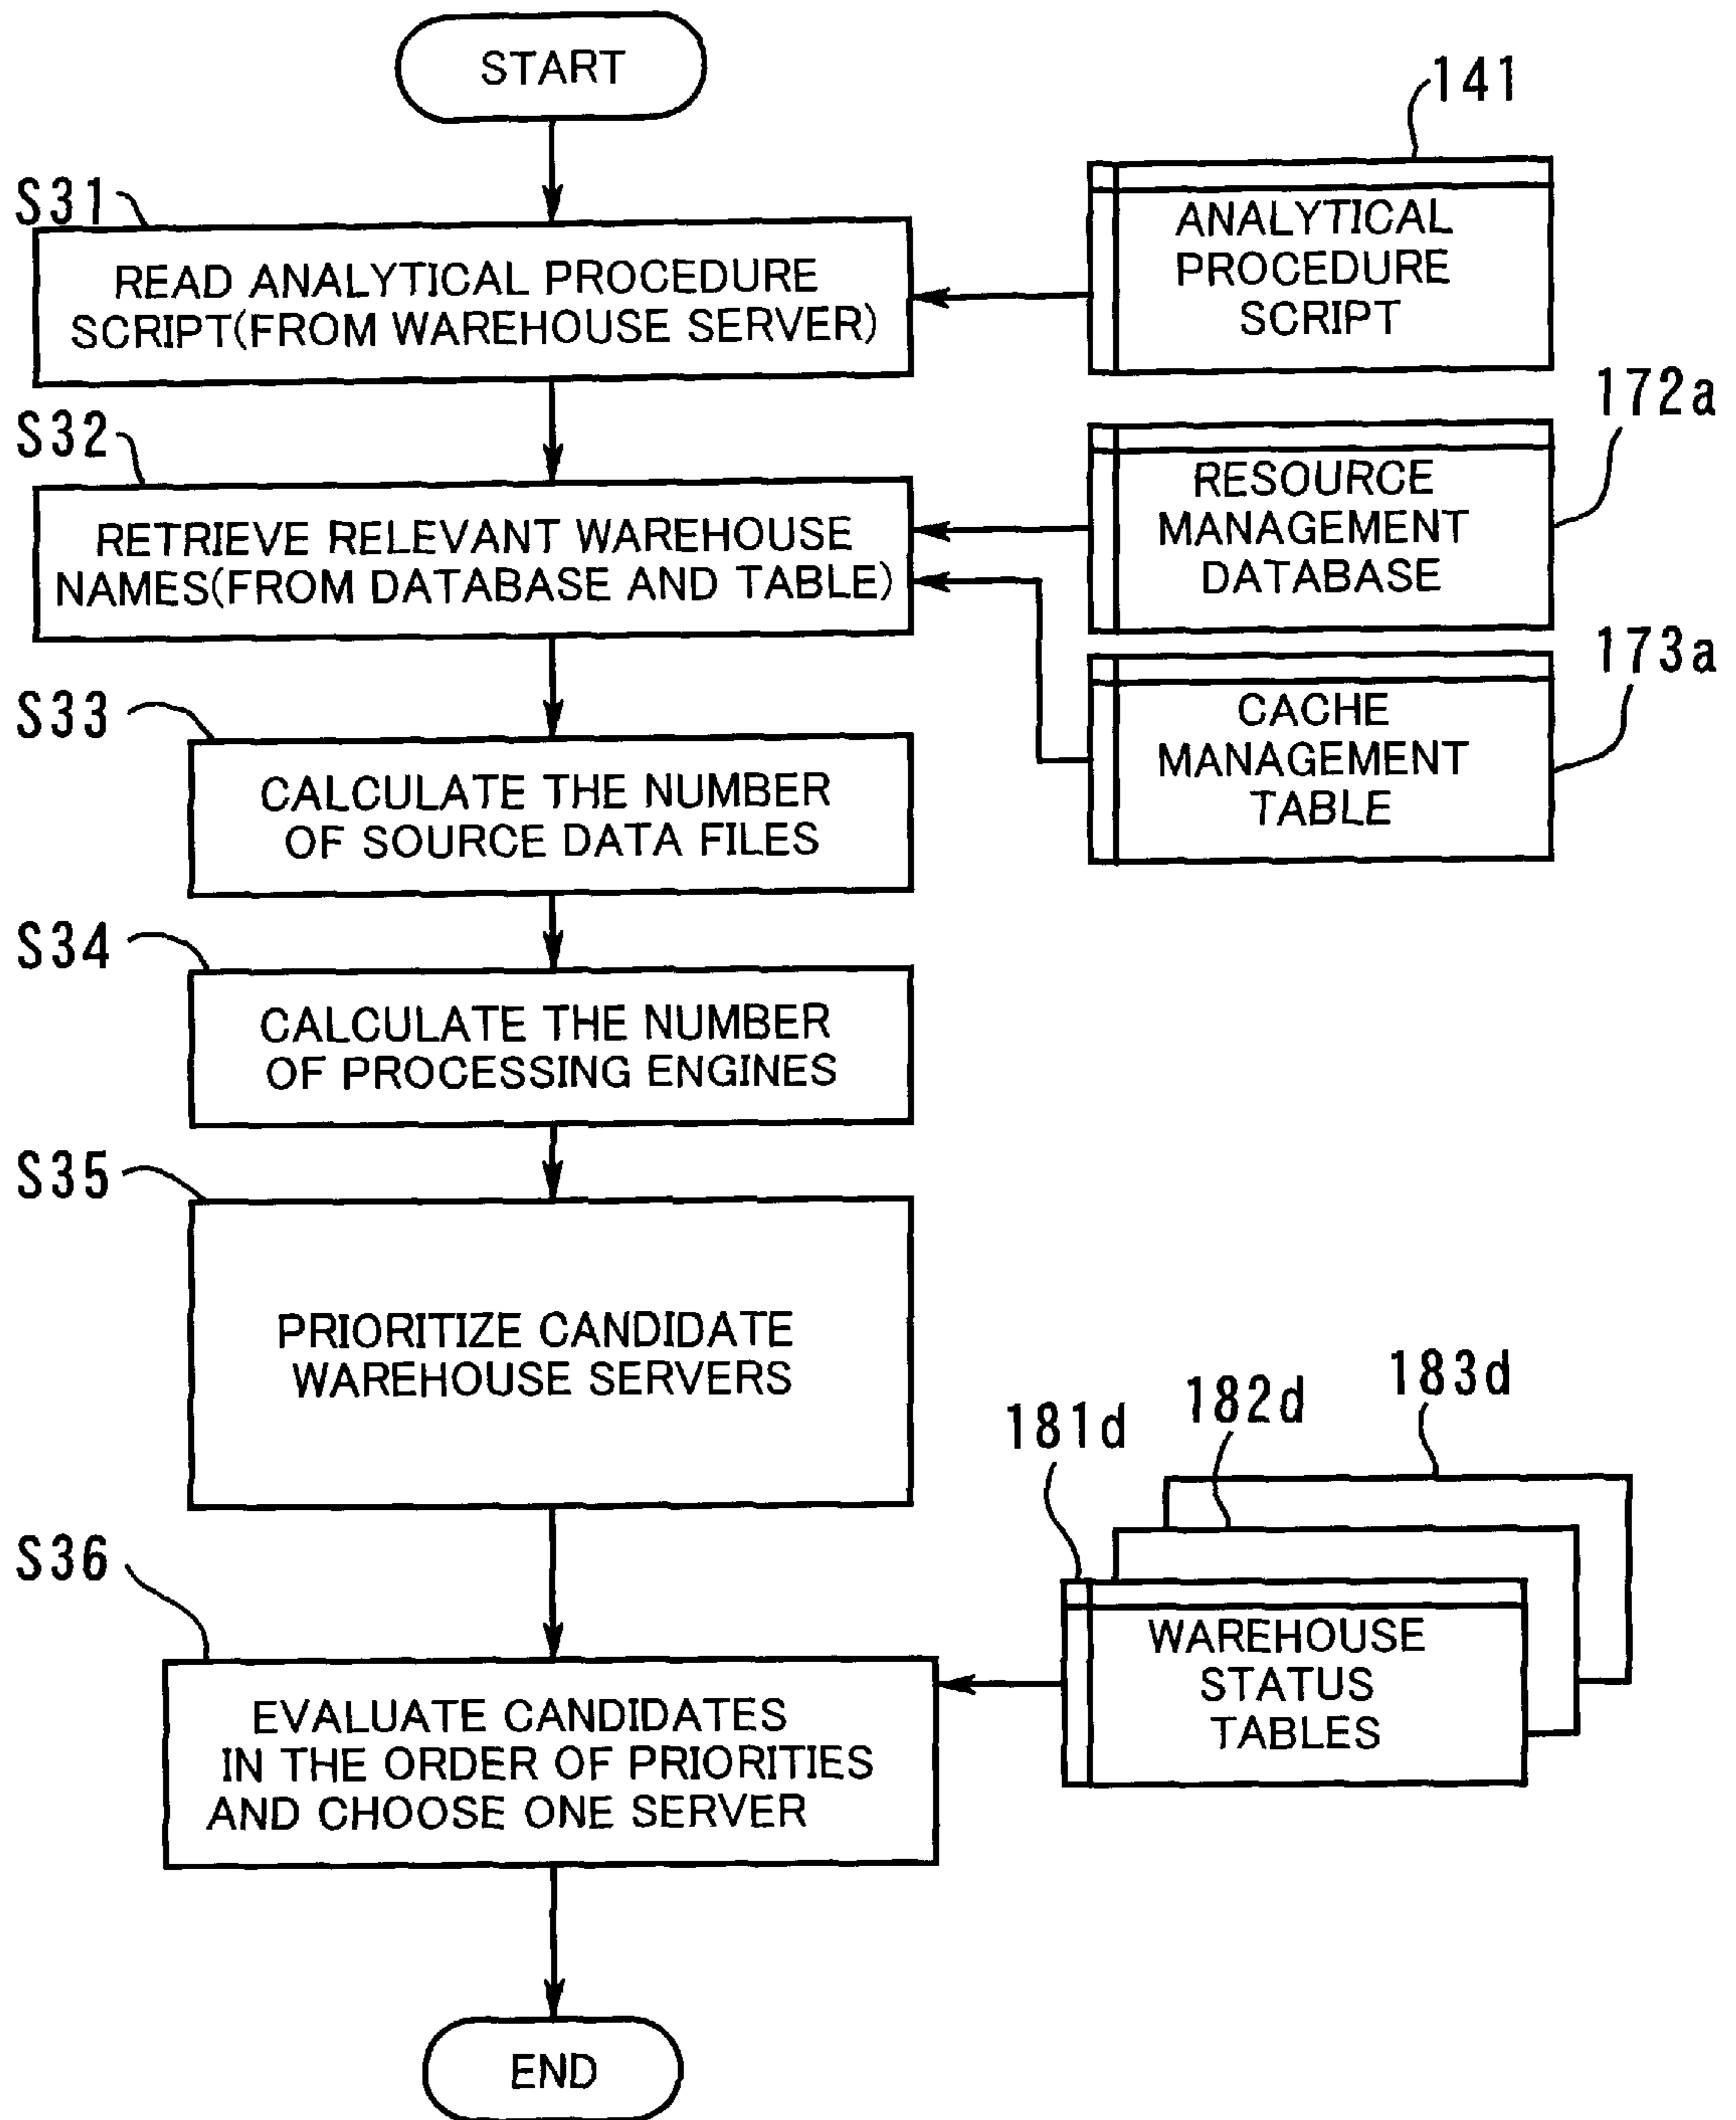 START
141
S31
READ ANALYTICAL PROCEDURE
SCRIPT(FROM WAREHOUSE SERVER)
ANALYTICAL
PROCEDURE
SCRIPT
172a
S32
RETRIEVE RELEVANT WAREHOUSE
NAMES(FROM DATABASE AND TABLE)
RESOURCE
MANAGEMENT
DATABASE
173a
S33
CALCULATE THE NUMBER
OF SOURCE DATA FILES
CACHE
MANAGEMENT
TABLE
S34
CALCULATE THE NUMBER
OF PROCESSING ENGINES
S35
PRIORITIZE CANDIDATE
WAREHOUSE SERVERS
181d
182d
183d
S36
EVALUATE CANDIDATES
IN THE ORDER OF PRIORITIES
AND CHOOSE ONE SERVER
WAREHOUSE
STATUS
TABLES
END